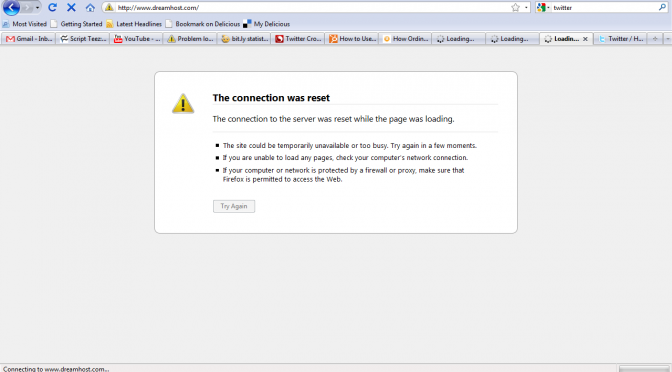 http://www.dreamhost.com/
twitter
Most Visited Getting Started Latest Headlines Bookmark on Delicious My Delicious
Gmail - Inb... Script Teez:... YouTube - ... Problem lo... bit.ly statist... Twitter Cro... How to Use... How Ordin... Loading... Loading... Loadin... Twitter / H...
The connection was reset
The connection to the server was reset while the page was loading.
The site could be temporarily unavailable or too busy. Try again in a few moments.
If you are unable to load any pages, check your computer's network connection.
If your computer or network is protected by a firewall or proxy, make sure that
Firefox is permitted to access the Web.
Try Again
Connecting to www.dreamhost.com...